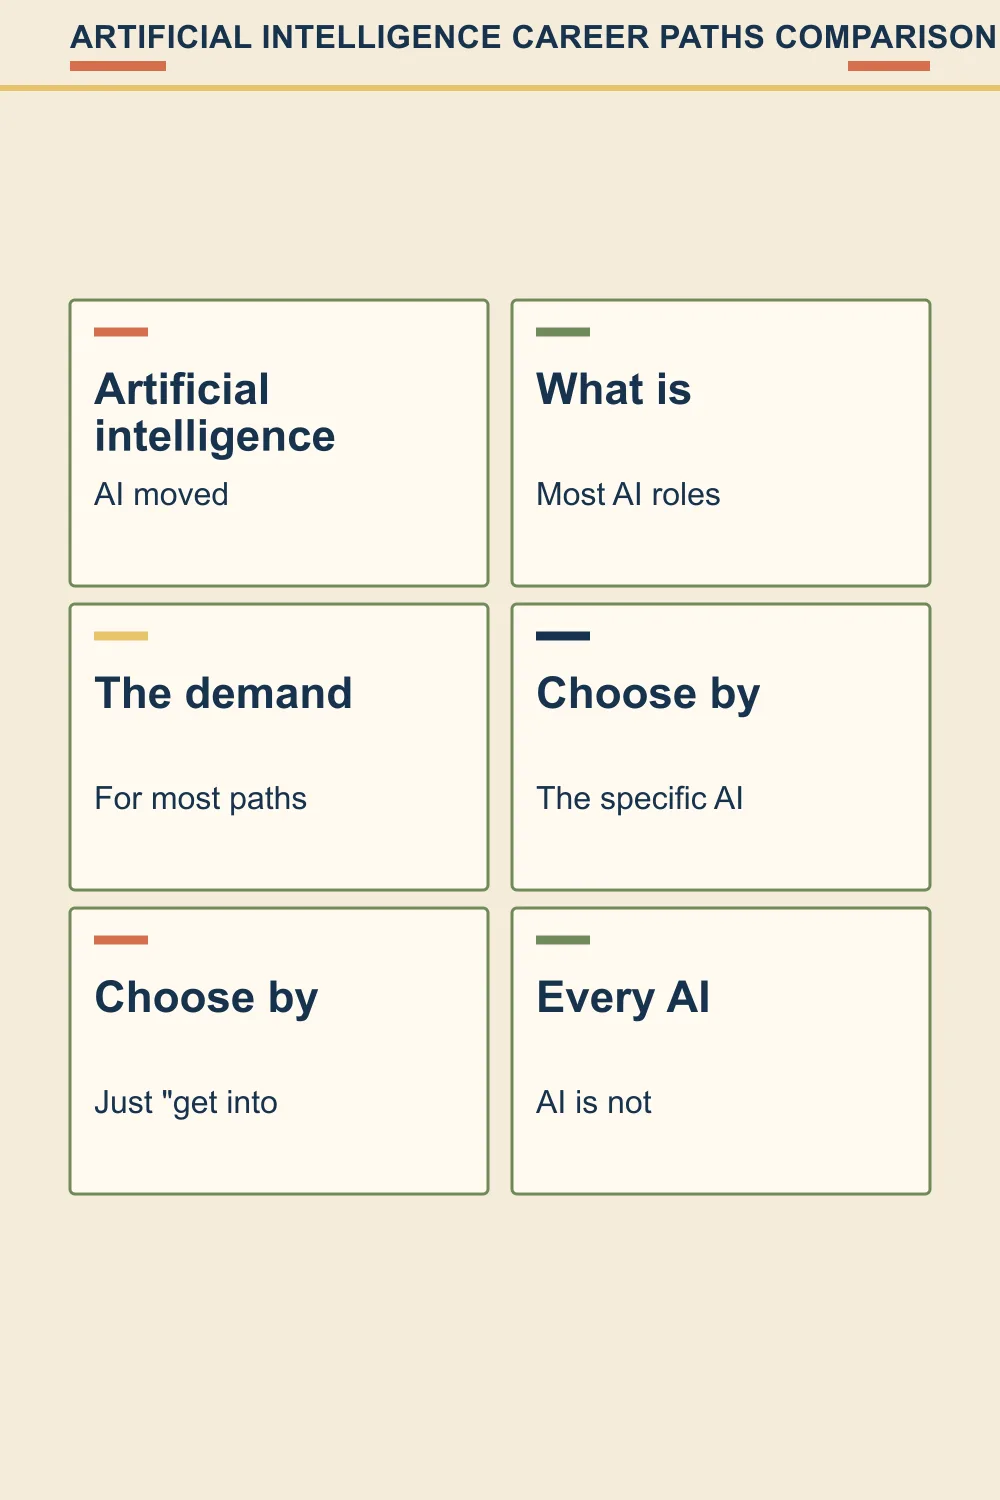 ARTIFICIAL INTELLIGENCE CAREER PATHS COMPARISON
Artificial
intelligence
AI moved
What is
Most AI roles
The demand
For most paths
Choose by
The specific AI
Choose by
Just "get into
Every AI
AI is not